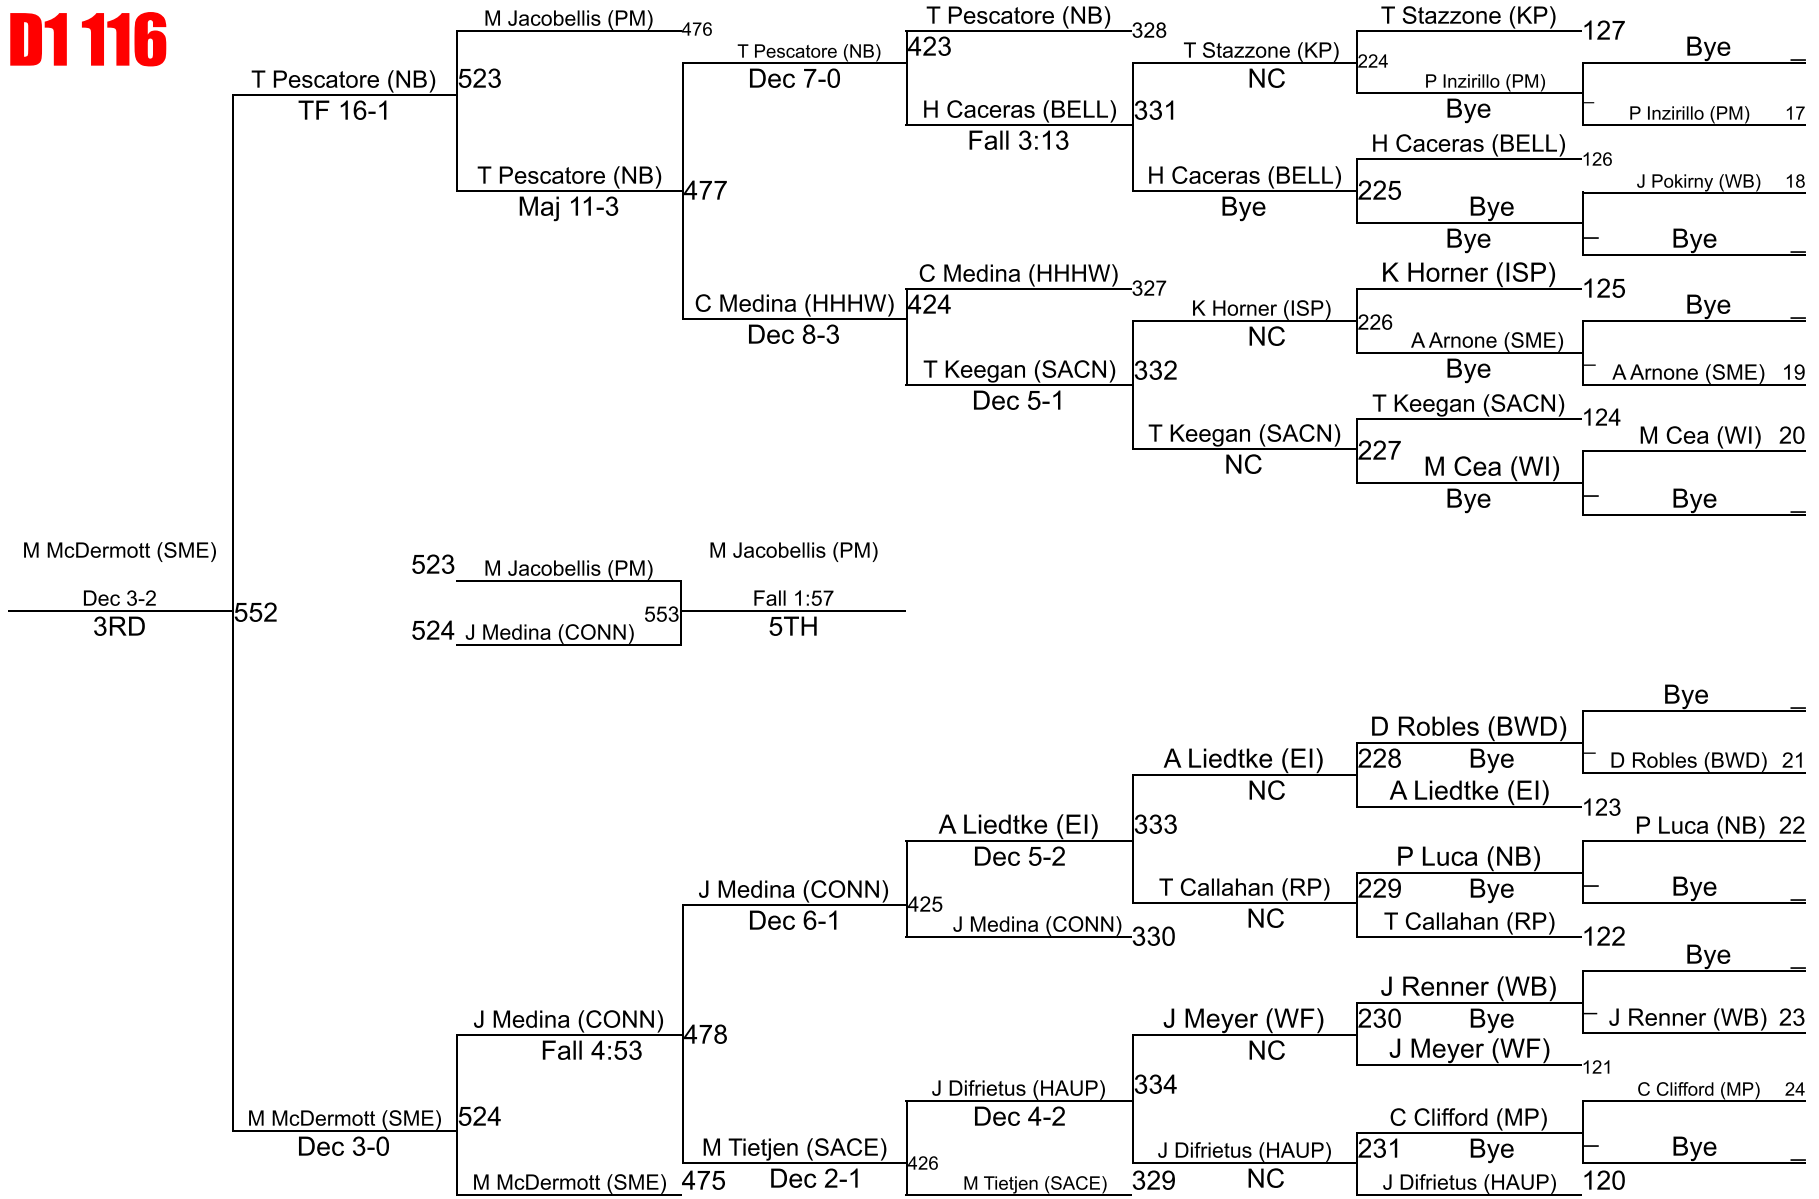 D1 116
M Jacobellis (PM) 476
T Pescatore (NB) 328
T Stazzone (KP) 127
Bye _
T Pescatore (NB) 423
T Stazzone (KP) 224
T Pescatore (NB) 523
Dec 7-0
NC
P Inzirillo (PM)
TF 16-1
H Caceras (BELL) 331
Bye
P Inzirillo (PM) 17
Fall 3:13
H Caceras (BELL) 126
T Pescatore (NB) 477
H Caceras (BELL) 225
J Pokirny (WB) 18
Maj 11-3
Bye
Bye
Bye
Bye _
C Medina (HHHW) 327
K Horner (ISP) 125
C Medina (HHHW) 424
K Horner (ISP) 226
Bye _
Dec 8-3
NC
A Arnone (SME)
T Keegan (SACN) 332
Bye
A Arnone (SME) 19
Dec 5-1
T Keegan (SACN) 124
T Keegan (SACN) 227
M Cea (WI) 20
NC
M Cea (WI)
Bye
Bye _
M McDermott (SME)
523 M Jacobellis (PM)
M Jacobellis (PM)
Dec 3-2
552
553
Fall 1:57
3RD
524 J Medina (CONN)
5TH
Bye _
D Robles (BWD)
A Liedtke (EI) 228
Bye
D Robles (BWD) 21
NC
A Liedtke (EI) 123
A Liedtke (EI) 333
P Luca (NB) 22
Dec 5-2
P Luca (NB)
J Medina (CONN) 425
T Callahan (RP) 229
Bye
Bye _
Dec 6-1
J Medina (CONN) 330
NC
T Callahan (RP) 122
Bye _
J Renner (WB)
J Medina (CONN) 478
J Meyer (WF) 230
Bye
J Renner (WB) 23
Fall 4:53
NC
J Meyer (WF) 121
J Difrietus (HAUP) 334
C Clifford (MP) 24
M McDermott (SME) 524
Dec 4-2
C Clifford (MP)
Dec 3-0
M Tietjen (SACE) 426
J Difrietus (HAUP) 231
Bye
Bye _
M McDermott (SME) 475
Dec 2-1
M Tietjen (SACE) 329
NC
J Difrietus (HAUP) 120